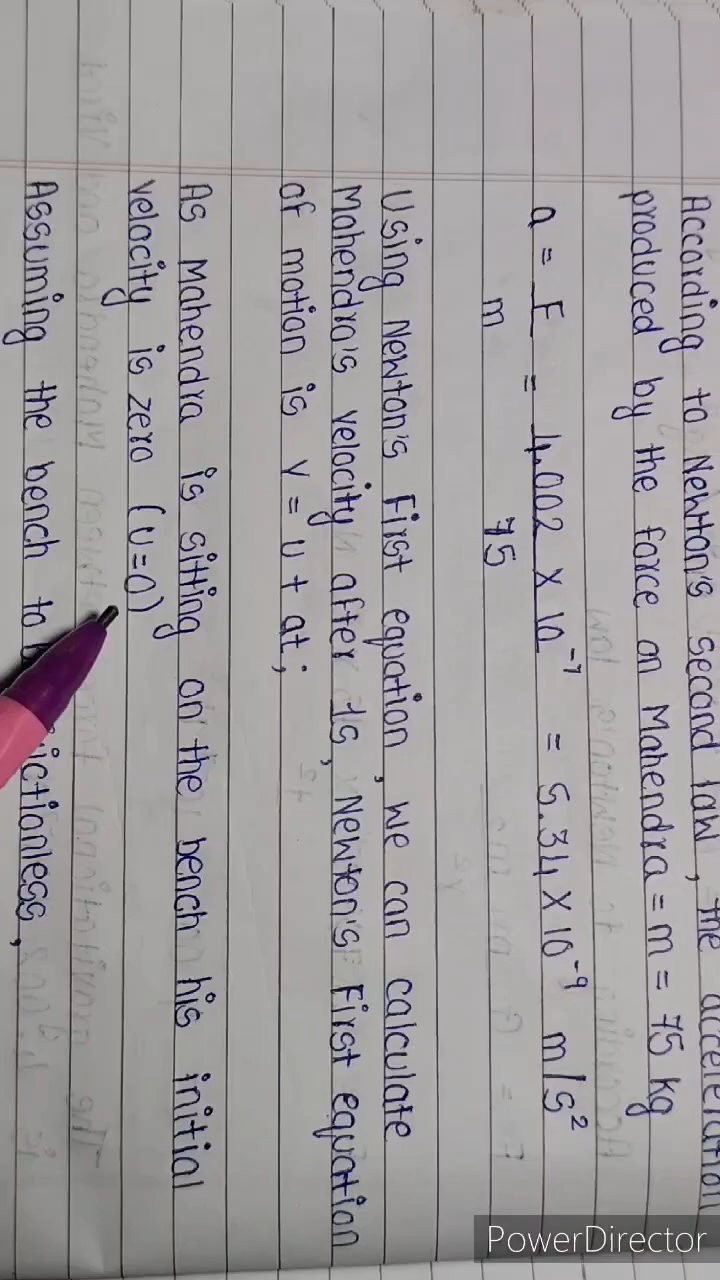 According to Newton's second law, the acceleration
produced by the force on Mahendra = m = 75 kg
a = F = 4.002 × 10⁻⁷ = 5.34 × 10⁻⁹ m/s²
m 75
Using Newton's First equation, we can calculate
Mahendra's velocity after 1s, Newton's First equation
of motion is v = u + at;
As Mahendra is sitting on the bench his initial
velocity is zero (u=0)
Assuming the bench to ictionless,
PowerDirector